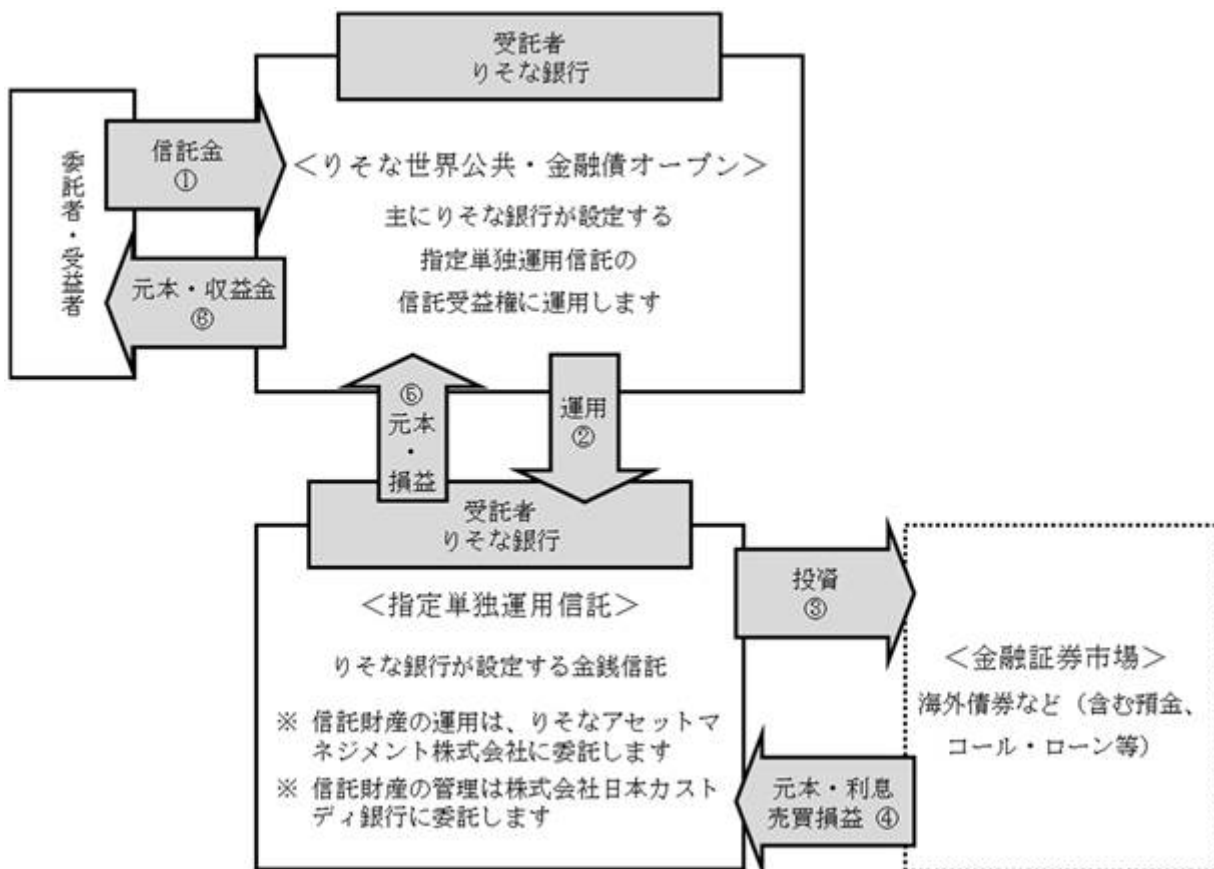 受託者
りそな銀行
委託者・受益者
信託金
①
<りそな世界公共・金融債オープン>
主にりそな銀行が設定する
指定単独運用信託の
信託受益権に運用します
元本・収益金
⑥
⑤
元本
・
損益
運用
②
受託者
りそな銀行
<指定単独運用信託>
りそな銀行が設定する金銭信託
※ 信託財産の運用は、りそなアセットマ
ネジメント株式会社に委託します
※ 信託財産の管理は株式会社日本カスト
ディ銀行に委託します
投資
③
<金融証券市場>
海外債券など(含む預金、
コール・ローン等)
元本・利息
売買損益 ④